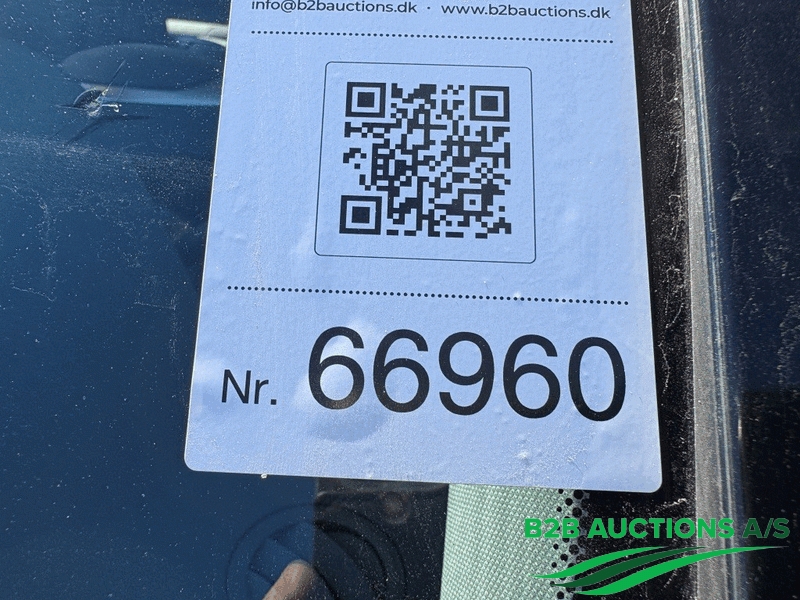 info@b2bauctions.dk · www.b2bauctions.dk
Nr. 66960
B2B AUCTIONS A/S